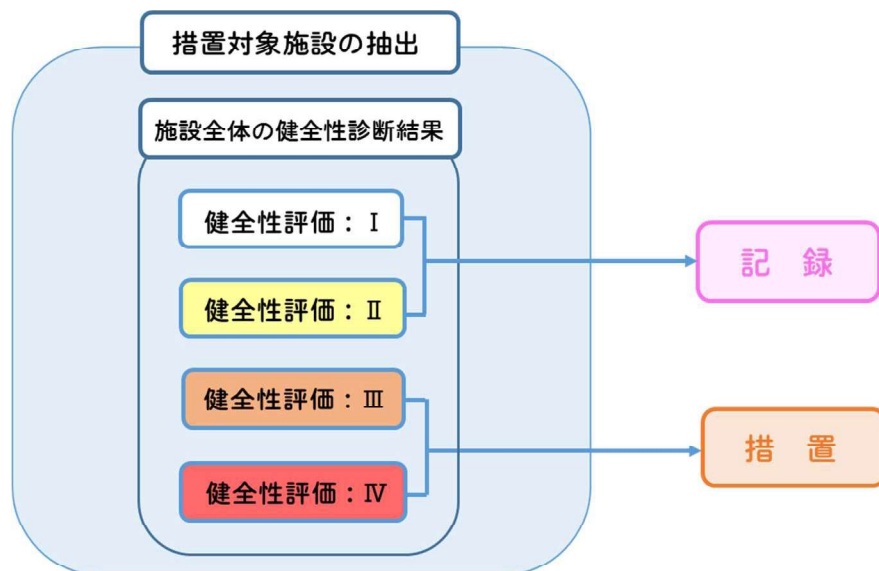 措置対象施設の抽出
施設全体の健全性診断結果
健全性評価：Ⅰ
健全性評価：Ⅱ
健全性評価：Ⅲ
健全性評価：Ⅳ
記　録
措　置